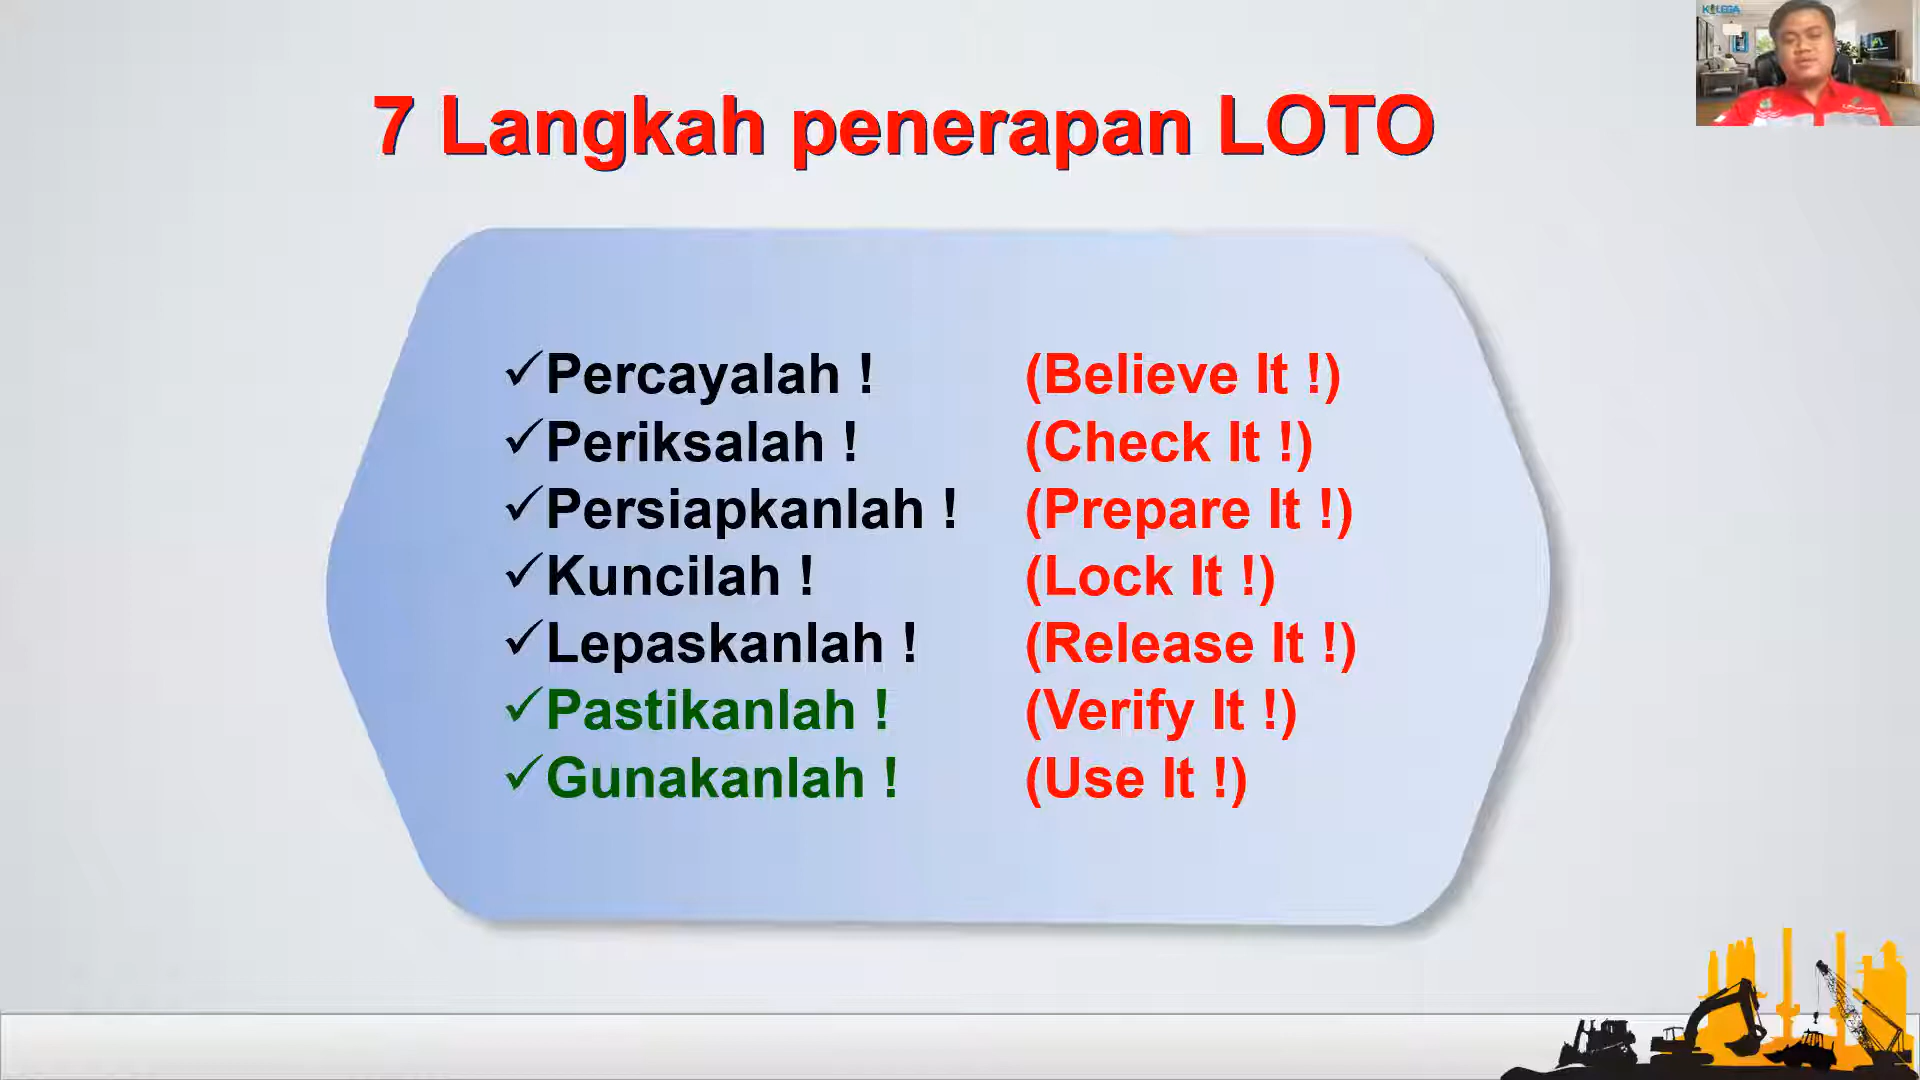 KOLEGA
7 Langkah penerapan LOTO
✓Percayalah ! (Believe It !)
✓Periksalah ! (Check It !)
✓Persiapkanlah ! (Prepare It !)
✓Kuncilah ! (Lock It !)
✓Lepaskanlah ! (Release It !)
✓Pastikanlah ! (Verify It !)
✓Gunakanlah ! (Use It !)